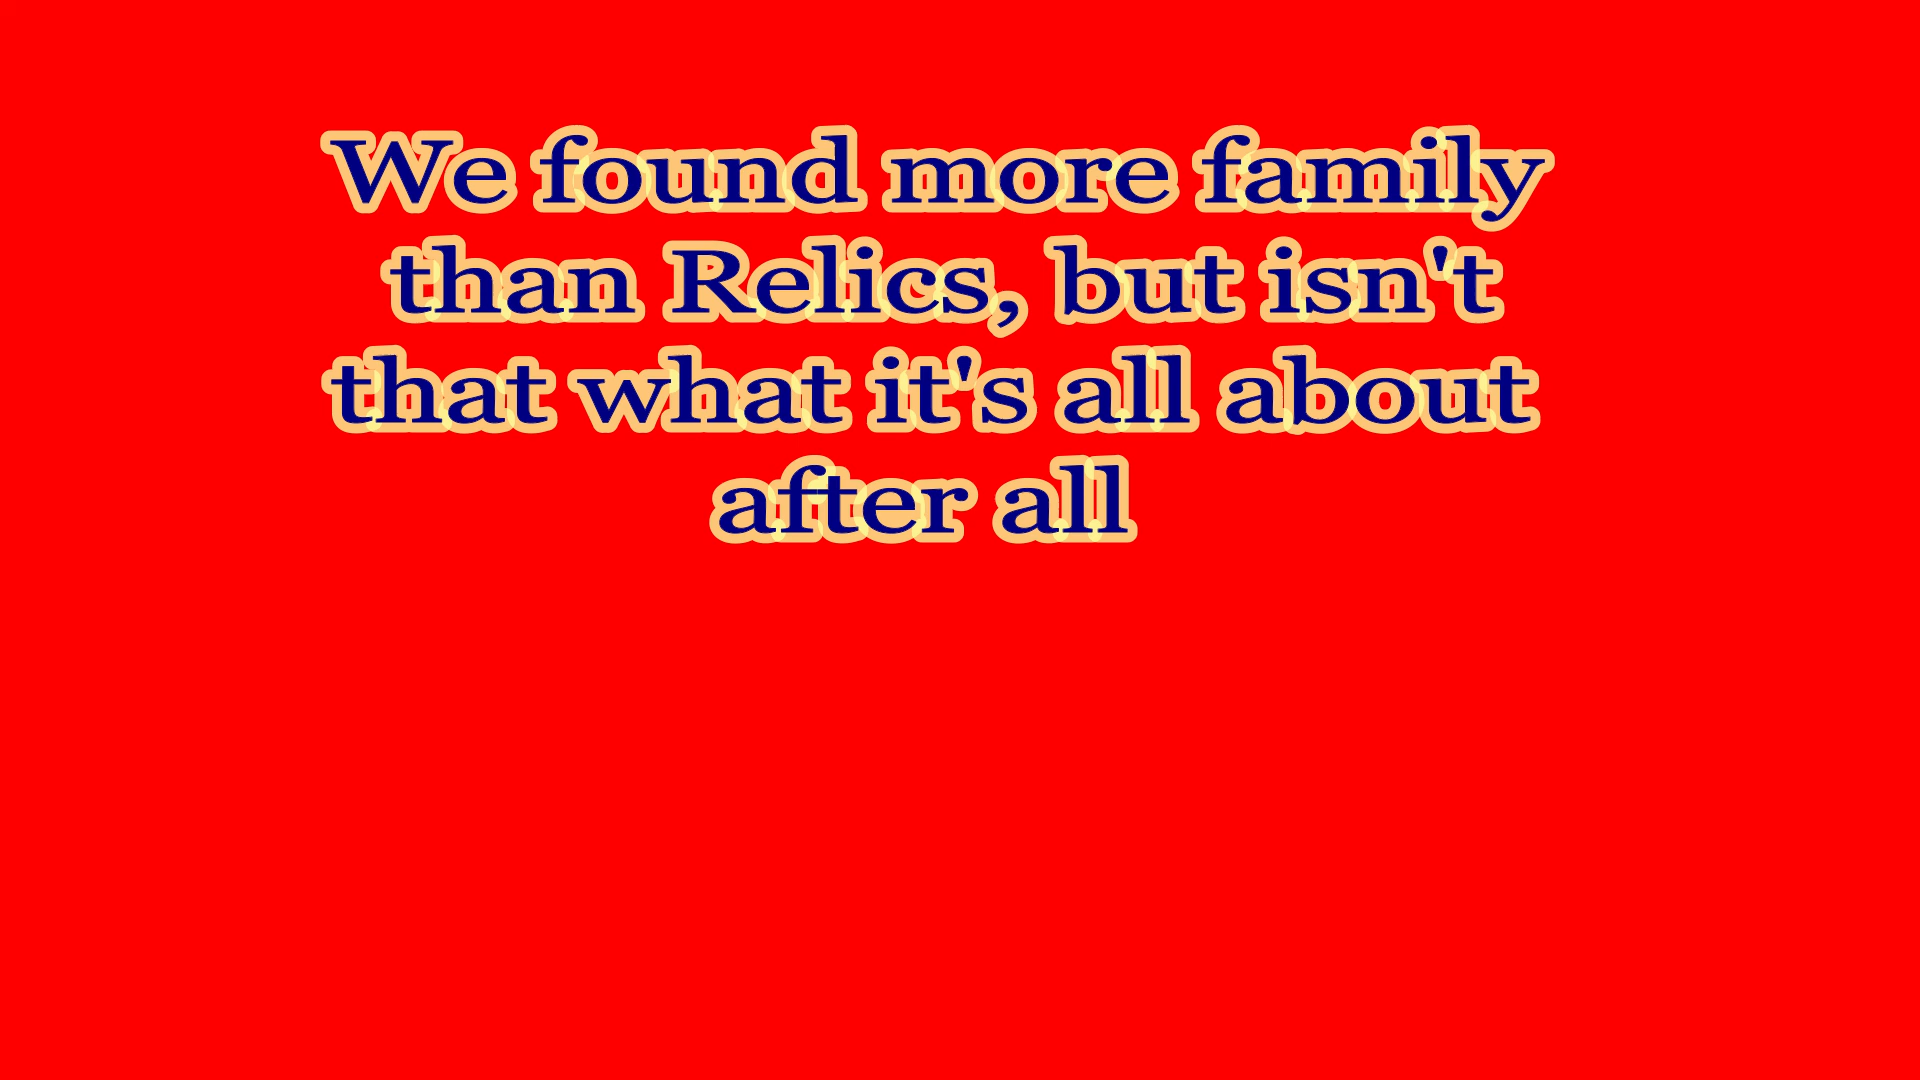 We found more family
than Relics, but isn't
that what it's all about
after all